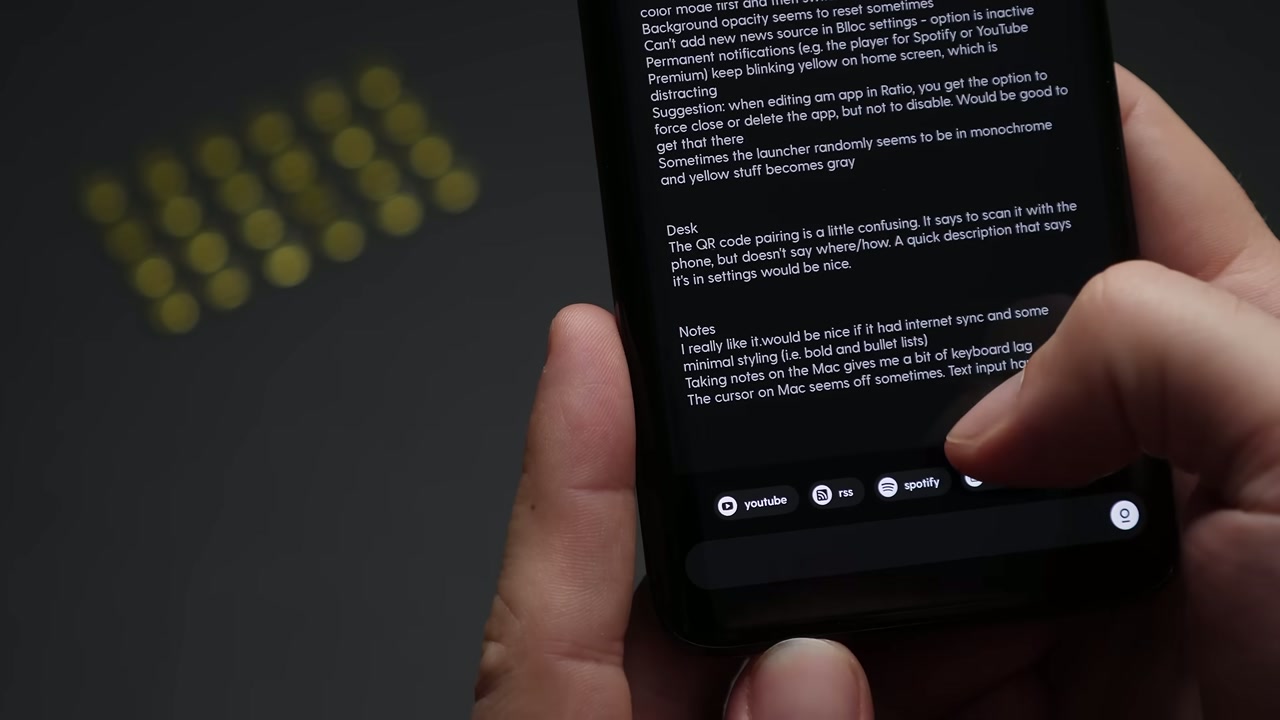 color mode first and then
Background opacity seems to reset sometimes
Can't add new news source in Blloc settings - option is inactive
Permanent notifications (e.g. the player for Spotify or YouTube
Premium) keep blinking yellow on home screen, which is
distracting
Suggestion: when editing am app in Ratio, you get the option to
force close or delete the app, but not to disable. Would be good to
get that there
Sometimes the launcher randomly seems to be in monochrome
and yellow stuff becomes gray
Desk
The QR code pairing is a little confusing. It says to scan it with the
phone, but doesn't say where/how. A quick description that says
it's in settings would be nice.
Notes
I really like it.would be nice if it had internet sync and some
minimal styling (i.e. bold and bullet lists)
Taking notes on the Mac gives me a bit of keyboard lag
The cursor on Mac seems off sometimes. Text input
youtube rss spotify